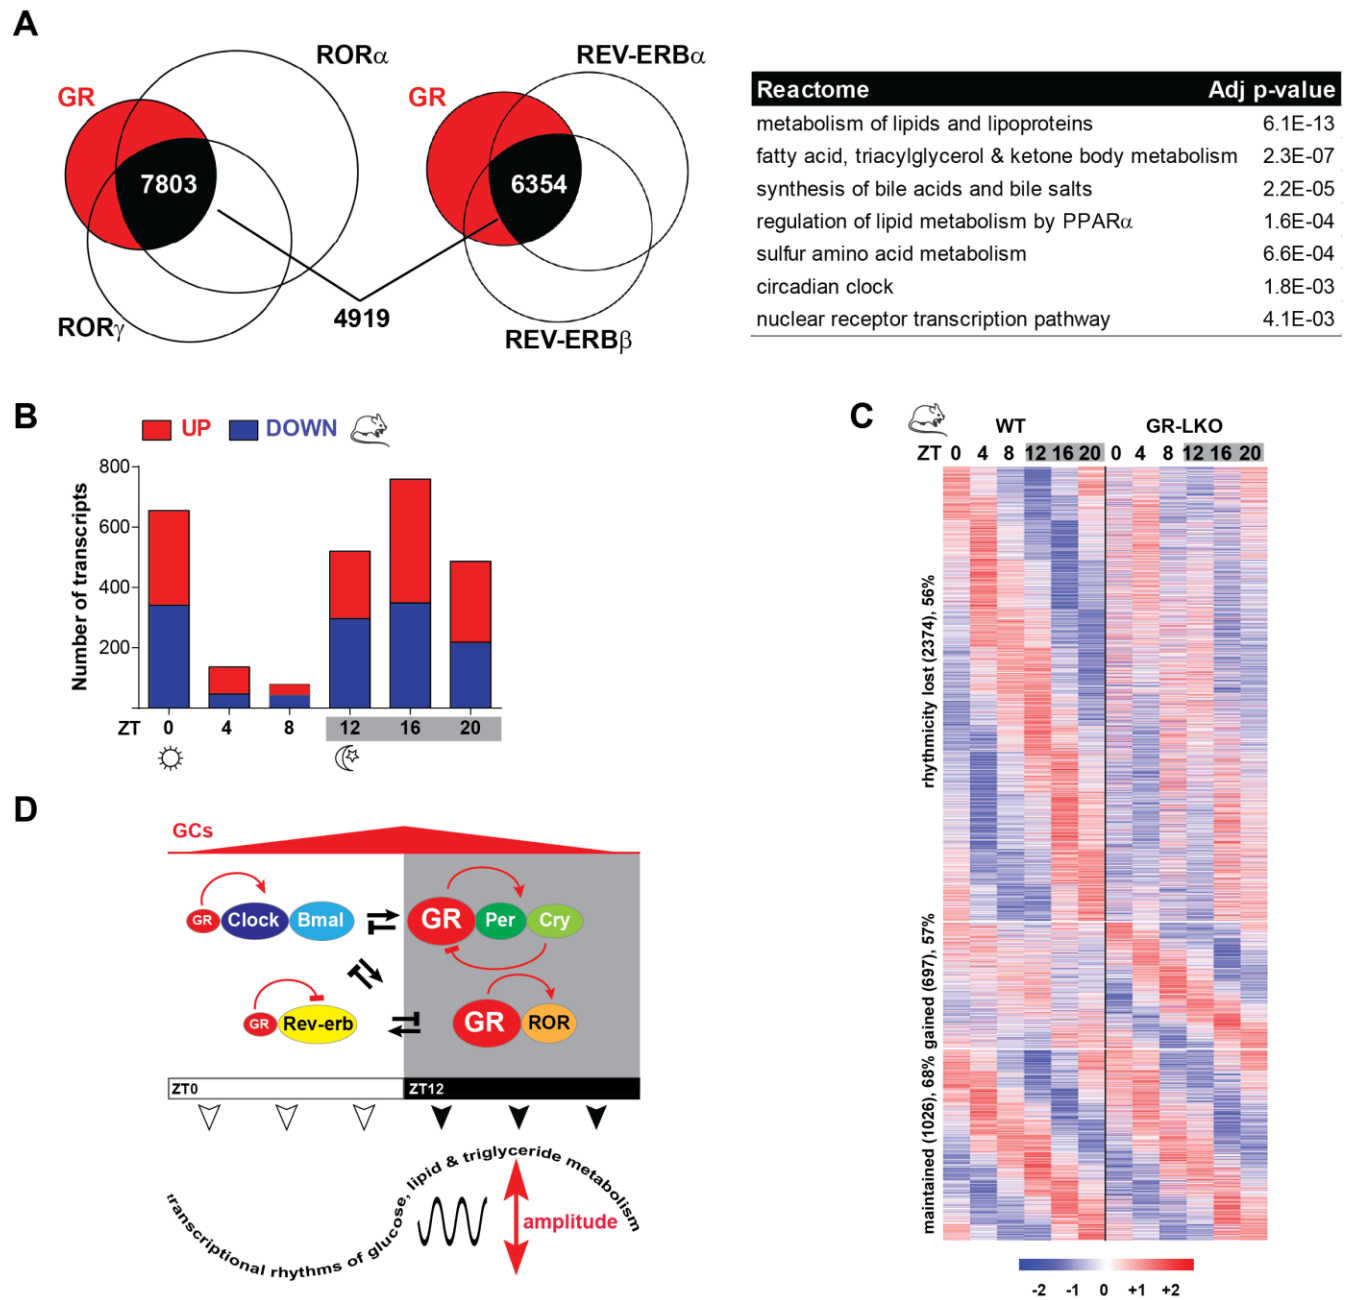 A
GR
RORα
7803
RORγ
GR
REV-ERBα
6354
REV-ERBβ
4919
Reactome Adj p-value
metabolism of lipids and lipoproteins 6.1E-13
fatty acid, triacylglycerol & ketone body metabolism 2.3E-07
synthesis of bile acids and bile salts 2.2E-05
regulation of lipid metabolism by PPARα 1.6E-04
sulfur amino acid metabolism 6.6E-04
circadian clock 1.8E-03
nuclear receptor transcription pathway 4.1E-03
B
UP DOWN
Number of transcripts
800
600
400
200
ZT 0 4 8 12 16 20
C
WT GR-LKO
ZT 0 4 8 12 16 20 0 4 8 12 16 20
rhythmicity lost (2374), 56%
gained (697), 57%
maintained (1026), 68%
-2 -1 0 +1 +2
D
GCs
GR Clock Bmal
GR Per Cry
GR Rev-erb
GR ROR
ZT0 ZT12
transcriptional rhythms of glucose, lipid & triglyceride metabolism
amplitude